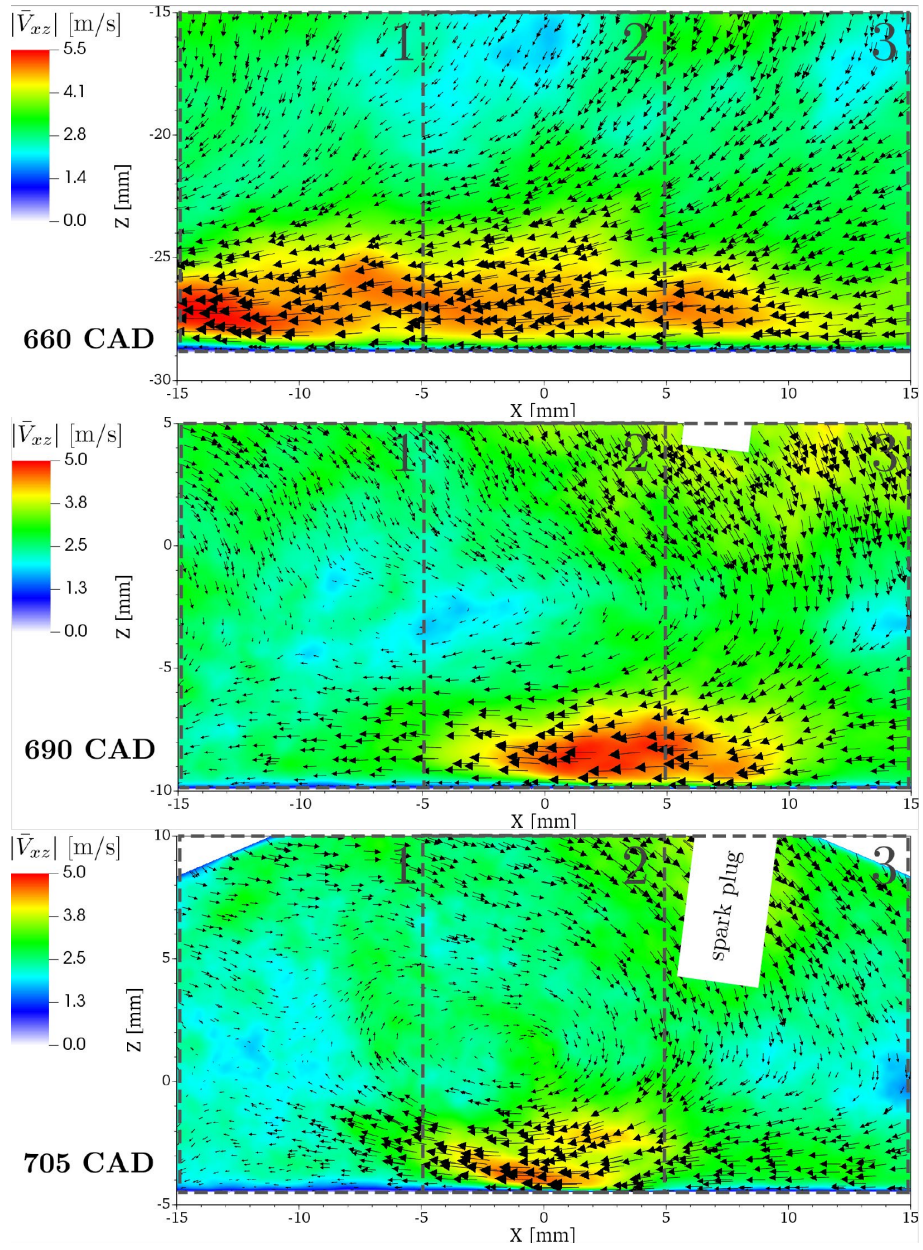 |V̄xz| [m/s]
5.5
4.1
2.8
1.4
0.0
Z [mm]
-15
-20
-25
-30
1
2
3
660 CAD
-15 -10 -5 0 5 10 15
X [mm]
|V̄xz| [m/s]
5.0
3.8
2.5
1.3
0.0
Z [mm]
5
0
-5
-10
1
2
3
690 CAD
-15 -10 -5 0 5 10 15
X [mm]
|V̄xz| [m/s]
5.0
3.8
2.5
1.3
0.0
Z [mm]
10
5
0
-5
1
2
3
spark plug
705 CAD
-15 -10 -5 0 5 10 15
X [mm]